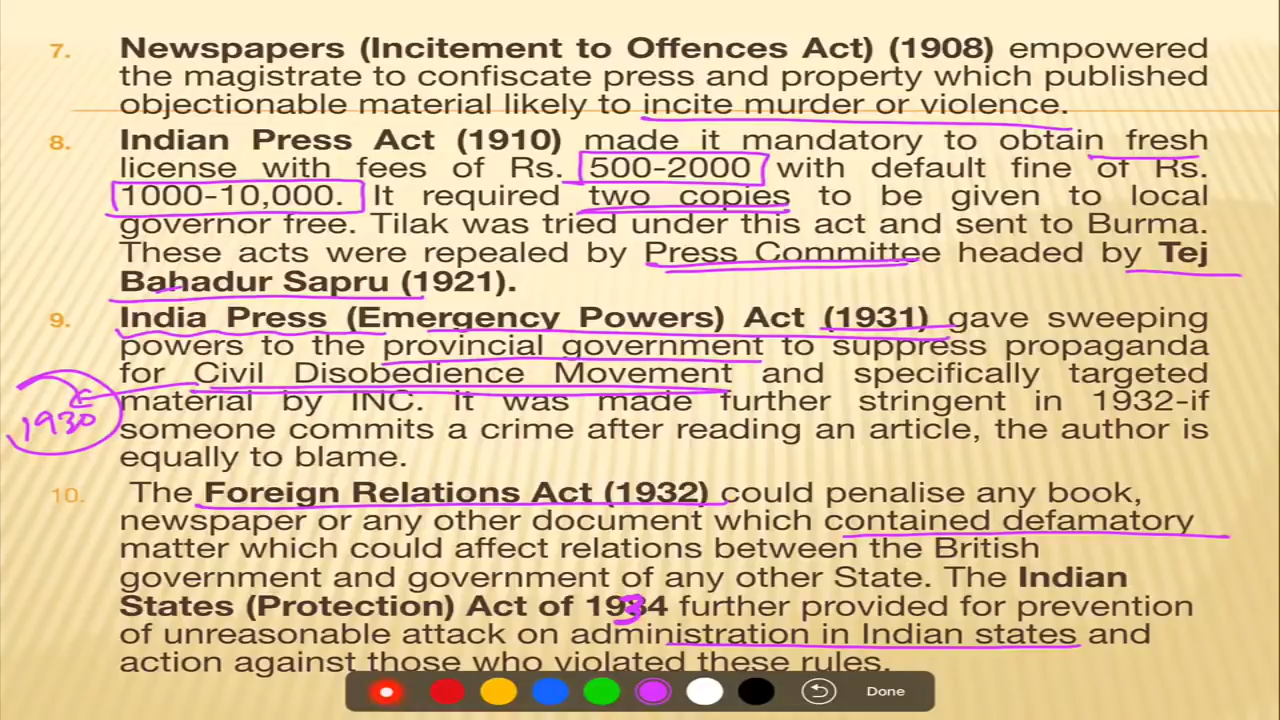 7. Newspapers (Incitement to Offences Act) (1908) empowered
the magistrate to confiscate press and property which published
objectionable material likely to incite murder or violence.
8. Indian Press Act (1910) made it mandatory to obtain fresh
license with fees of Rs. 500-2000 with default fine of Rs.
1000-10,000. It required two copies to be given to local
governor free. Tilak was tried under this act and sent to Burma.
These acts were repealed by Press Committee headed by Tej
Bahadur Sapru (1921).
9. India Press (Emergency Powers) Act (1931) gave sweeping
powers to the provincial government to suppress propaganda
for Civil Disobedience Movement and specifically targeted
material by INC. It was made further stringent in 1932-if
1930
someone commits a crime after reading an article, the author is
equally to blame.
10. The Foreign Relations Act (1932) could penalise any book,
newspaper or any other document which contained defamatory
matter which could affect relations between the British
government and government of any other State. The Indian
States (Protection) Act of 1934 further provided for prevention
of unreasonable attack on administration in Indian states and
action against those who violated these rules.
Done